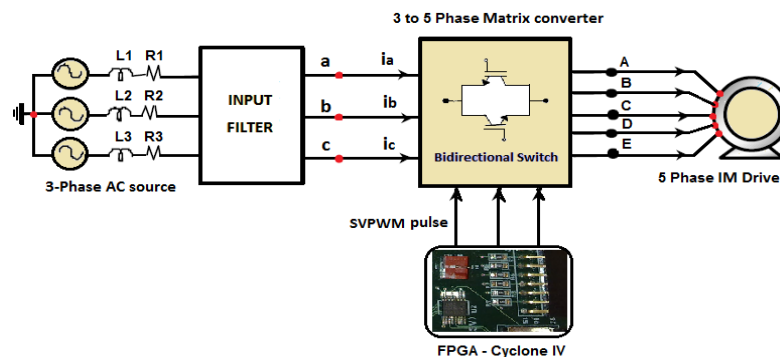 3 to 5 Phase Matrix converter
L1 R1
L2 R2
L3 R3
3-Phase AC source
INPUT
FILTER
a ia
b ib
c ic
Bidirectional Switch
A
B
C
D
E
5 Phase IM Drive
SVPWM pulse
FPGA - Cyclone IV